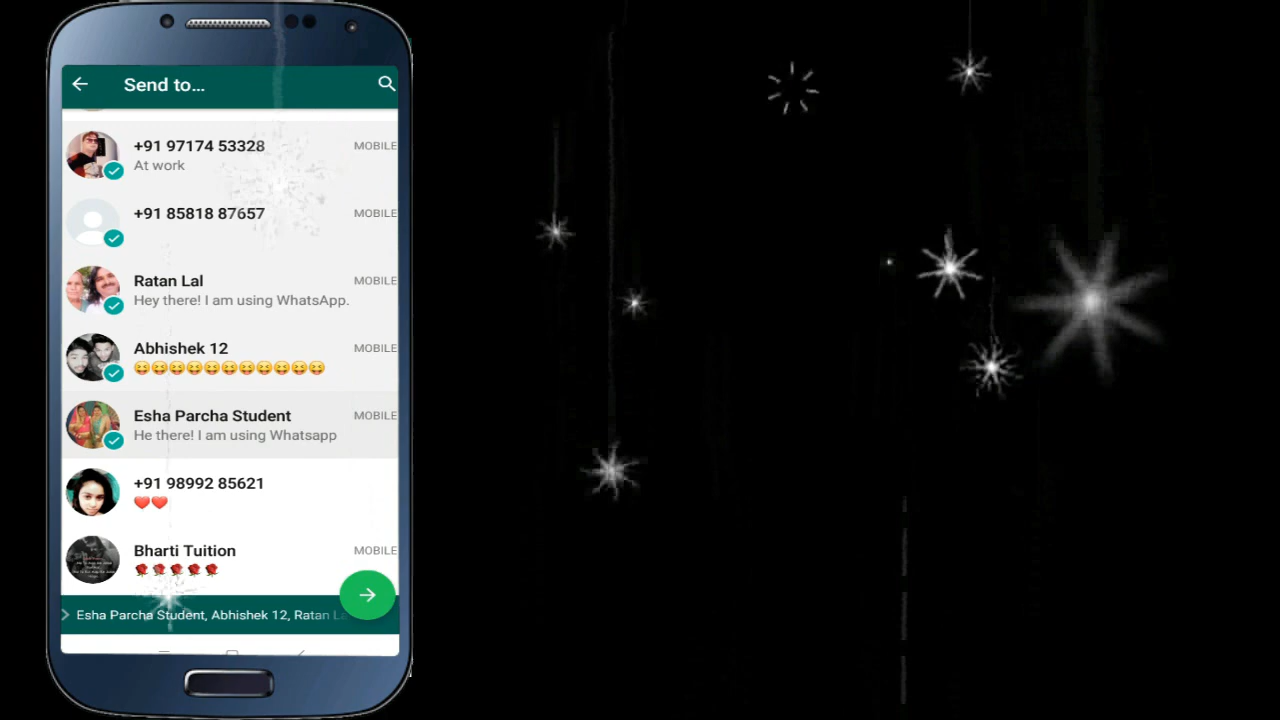 Send to...
+91 97174 53328 MOBILE
At work
+91 85818 87657 MOBILE
Ratan Lal MOBILE
Hey there! I am using WhatsApp.
Abhishek 12 MOBILE
😝😝😝😝😝😝😝😝😝😝😝
Esha Parcha Student MOBILE
He there! I am using Whatsapp
+91 98992 85621
❤️❤️
Bharti Tuition MOBILE
🌹🌹🌹🌹🌹
Esha Parcha Student, Abhishek 12, Ratan L